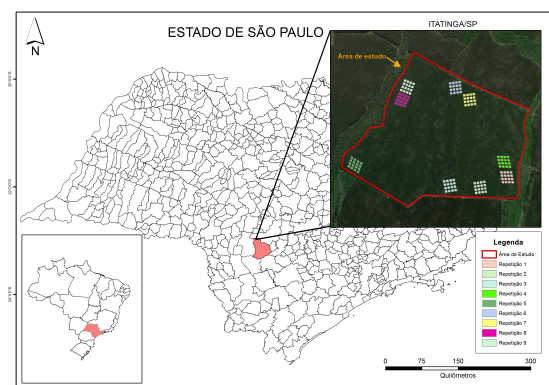 ESTADO DE SÃO PAULO
ITATINGA/SP
N
Área de estudo
Legenda
Área de Estudo
Repetição 1
Repetição 2
Repetição 3
Repetição 4
Repetição 5
Repetição 6
Repetição 7
Repetição 8
Repetição 9
0 75 150 300
Quilômetros